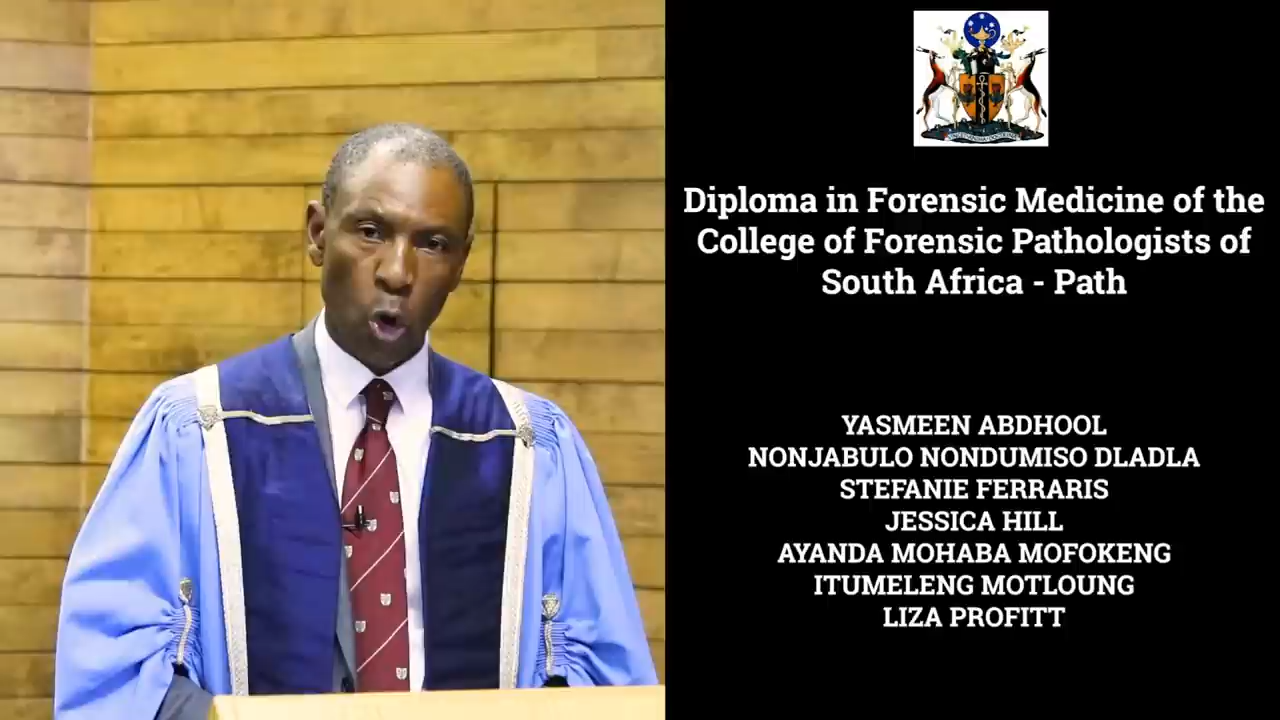 Diploma in Forensic Medicine of the
College of Forensic Pathologists of
South Africa - Path
YASMEEN ABDHOOL
NONJABULO NONDUMISO DLADLA
STEFANIE FERRARIS
JESSICA HILL
AYANDA MOHABA MOFOKENG
ITUMELENG MOTLOUNG
LIZA PROFITT